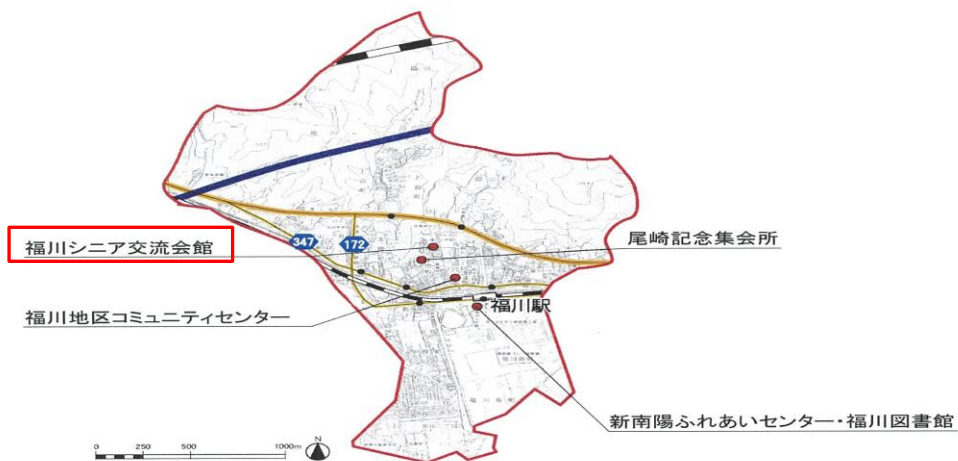 347
172
福川シニア交流会館
尾崎記念集会所
福川地区コミュニティセンター
福川駅
新南陽ふれあいセンター・福川図書館
0 250 500 1000m
N